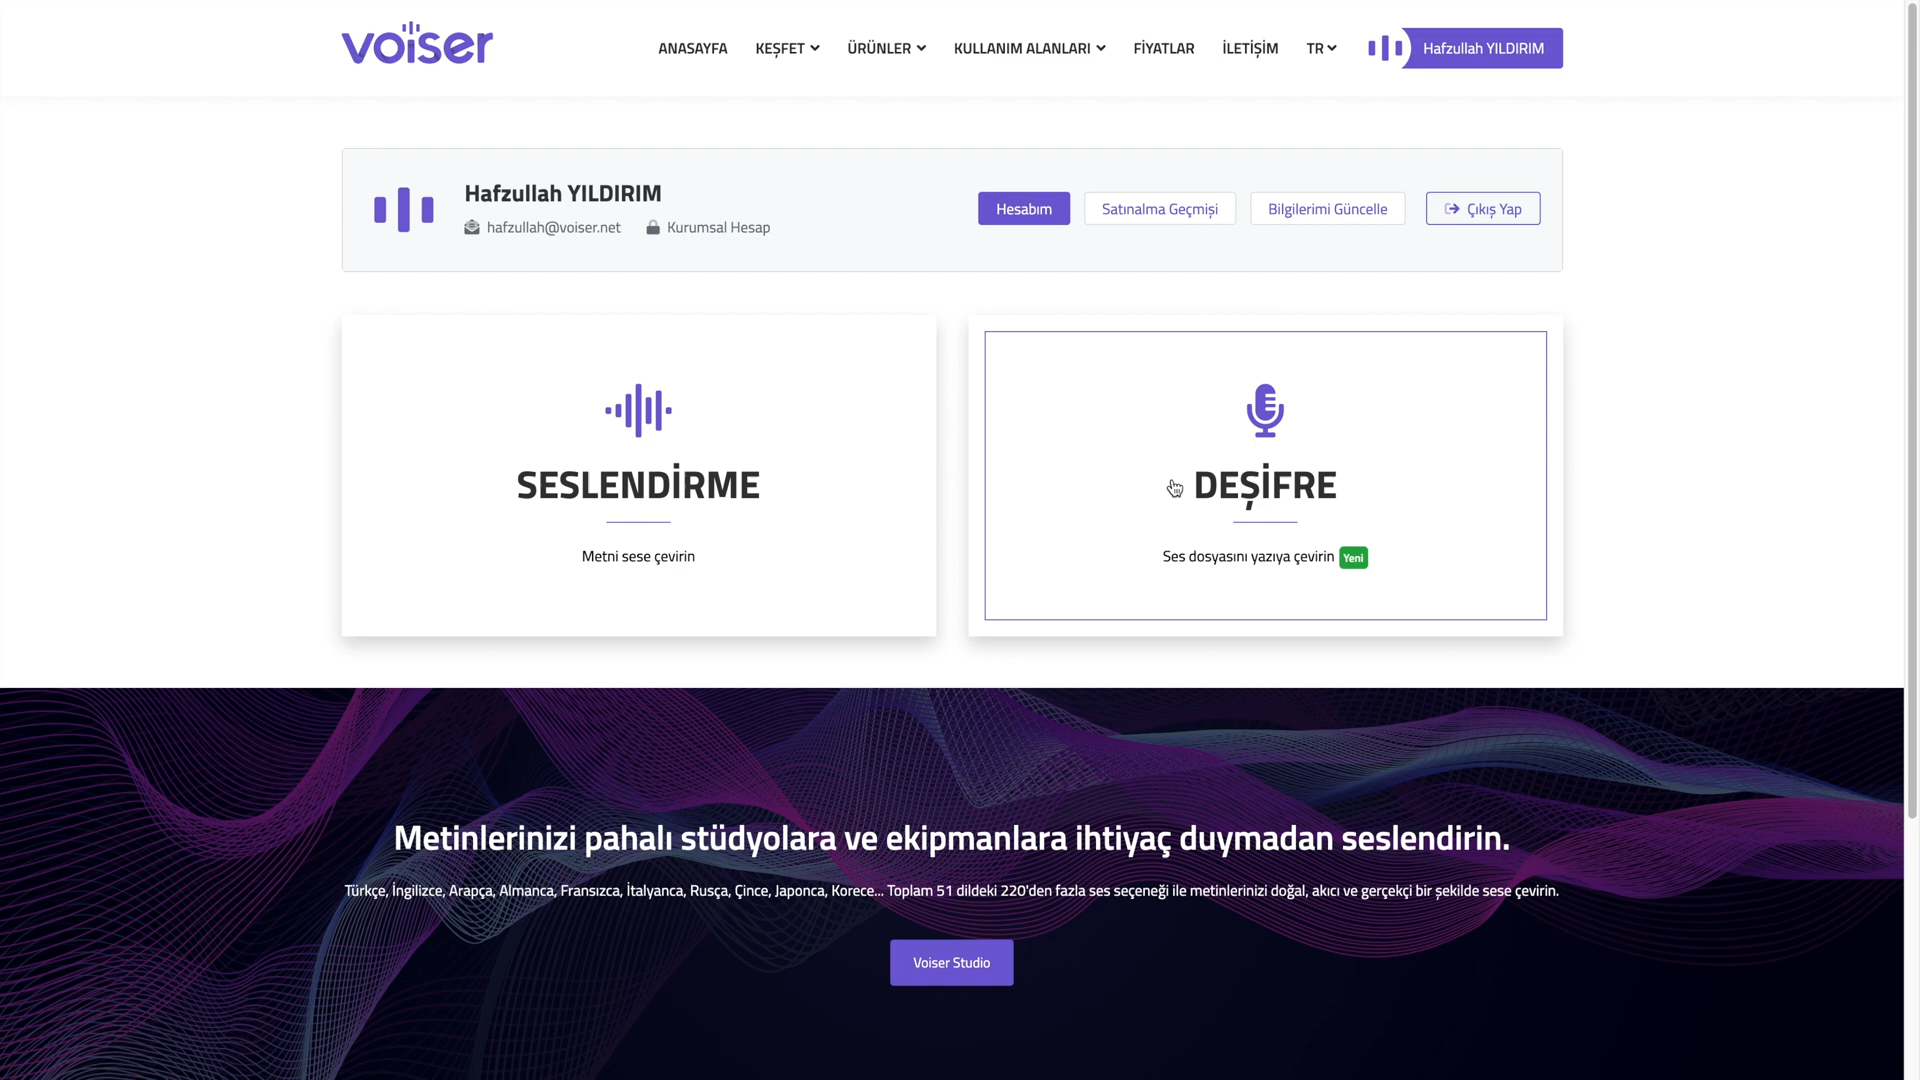 voiser
ANASAYFA KEŞFET ÜRÜNLER KULLANIM ALANLARI FİYATLAR İLETİŞİM TR Hafzullah YILDIRIM
Hafzullah YILDIRIM
hafzullah@voiser.net Kurumsal Hesap
Hesabım Satınalma Geçmişi Bilgilerimi Güncelle Çıkış Yap
SESLENDİRME
Metni sese çevirin
DEŞİFRE
Ses dosyasını yazıya çevirin Yeni
Metinlerinizi pahalı stüdyolara ve ekipmanlara ihtiyaç duymadan seslendirin.
Türkçe, İngilizce, Arapça, Almanca, Fransızca, İtalyanca, Rusça, Çince, Japonca, Korece... Toplam 51 dildeki 220'den fazla ses seçeneği ile metinlerinizi doğal, akıcı ve gerçekçi bir şekilde sese çevirin.
Voiser Studio